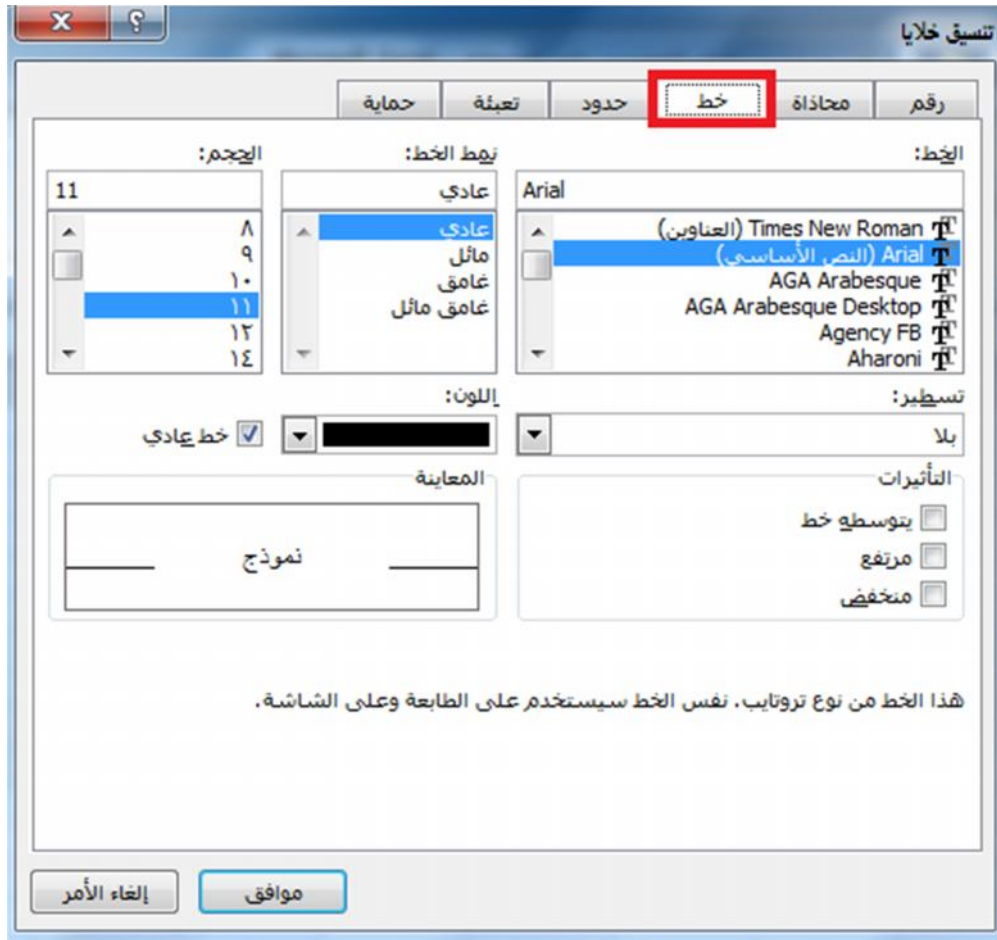 تنسيق خلايا
رقم
محاذاة
خط
حدود
تعبئة
حماية
الخط:
Arial
Times New Roman (العناوين)
Arial (النص الأساسي)
AGA Arabesque
AGA Arabesque Desktop
Agency FB
Aharoni
نمط الخط:
عادي
عادي
مائل
غامق
غامق مائل
الحجم:
11
٨
٩
١٠
١١
١٢
١٤
تسطير:
بلا
اللون:
خط عادي
التأثيرات
يتوسطه خط
مرتفع
منخفض
المعاينة
نموذج
هذا الخط من نوع تروتايب. نفس الخط سيستخدم على الطابعة وعلى الشاشة.
موافق
إلغاء الأمر